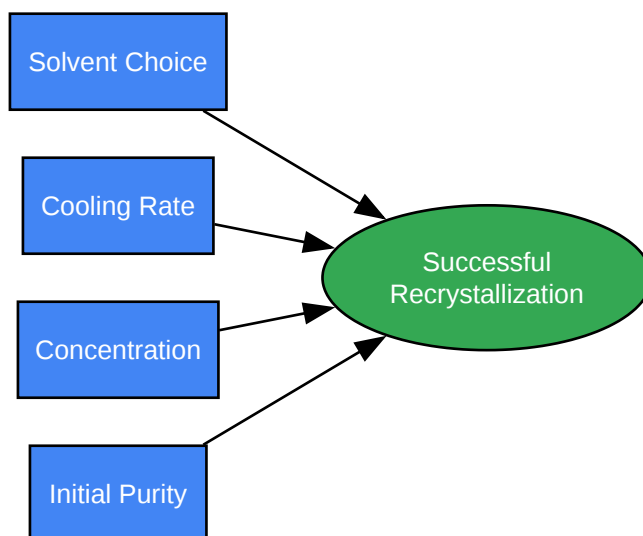 Solvent Choice
Cooling Rate
Successful
Recrystallization
Concentration
Initial Purity